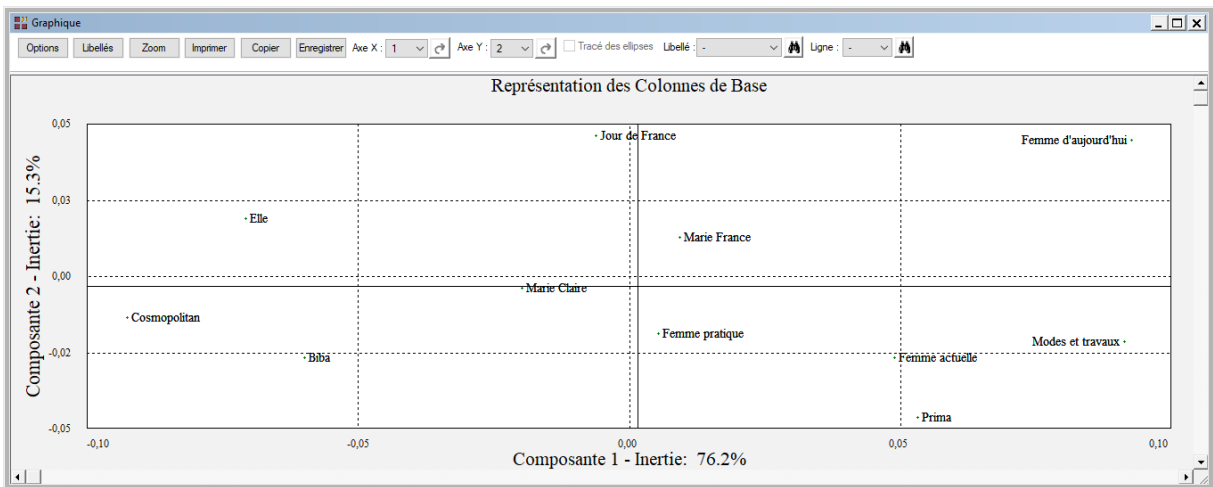 Graphique
Options Libellés Zoom Imprimer Copier Enregistrer Axe X : 1 Axe Y : 2 Tracé des ellipses Libellé : - Ligne : -
Représentation des Colonnes de Base
0,05
Jour de France
Femme d'aujourd'hui
0,03
Elle
Marie France
0,00
Marie Claire
Cosmopolitan
Femme pratique
Modes et travaux
-0,02
Biba
Femme actuelle
Prima
-0,05
Composante 2 - Inertie: 15.3%
-0,10 -0,05 0,00 0,05 0,10
Composante 1 - Inertie: 76.2%